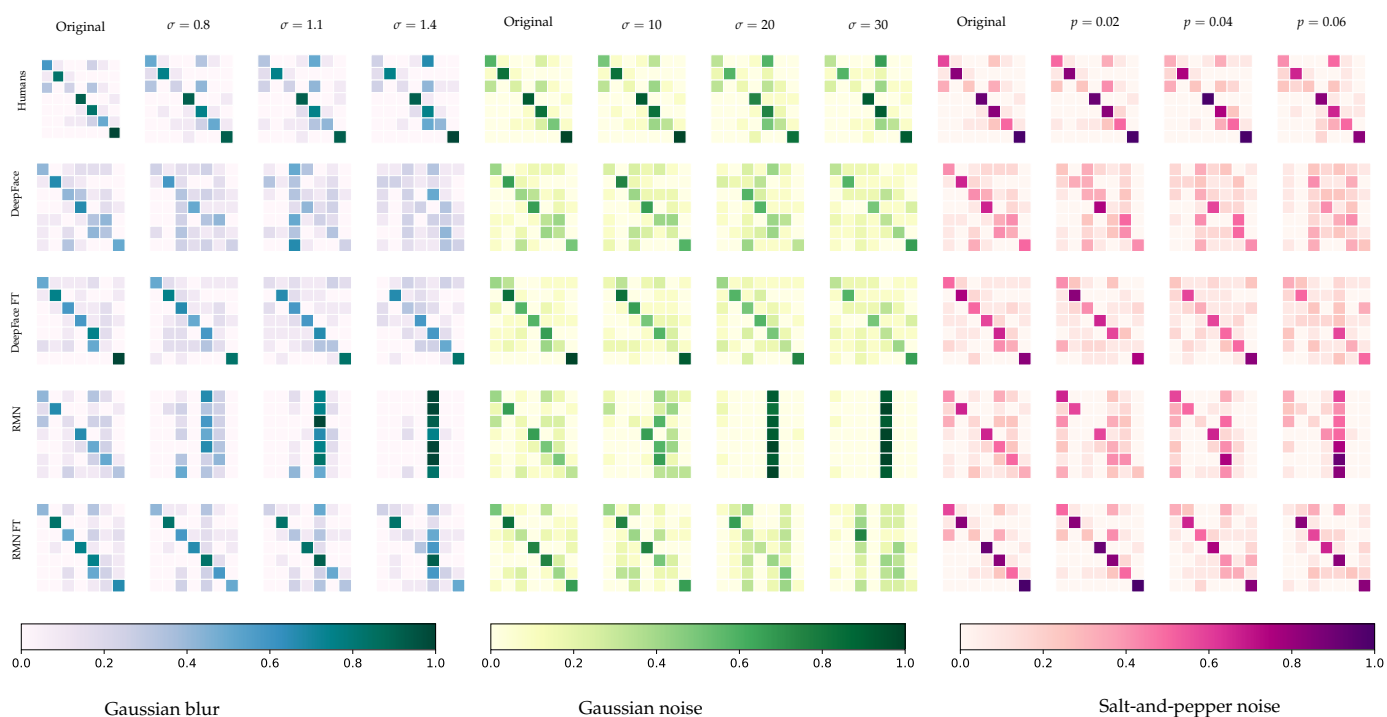 Original σ = 0.8 σ = 1.1 σ = 1.4 Original σ = 10 σ = 20 σ = 30 Original p = 0.02 p = 0.04 p = 0.06
Humans
DeepFace
DeepFace FT
RMN
RMN FT
0.0 0.2 0.4 0.6 0.8 1.0 0.0 0.2 0.4 0.6 0.8 1.0 0.0 0.2 0.4 0.6 0.8 1.0
Gaussian blur Gaussian noise Salt-and-pepper noise